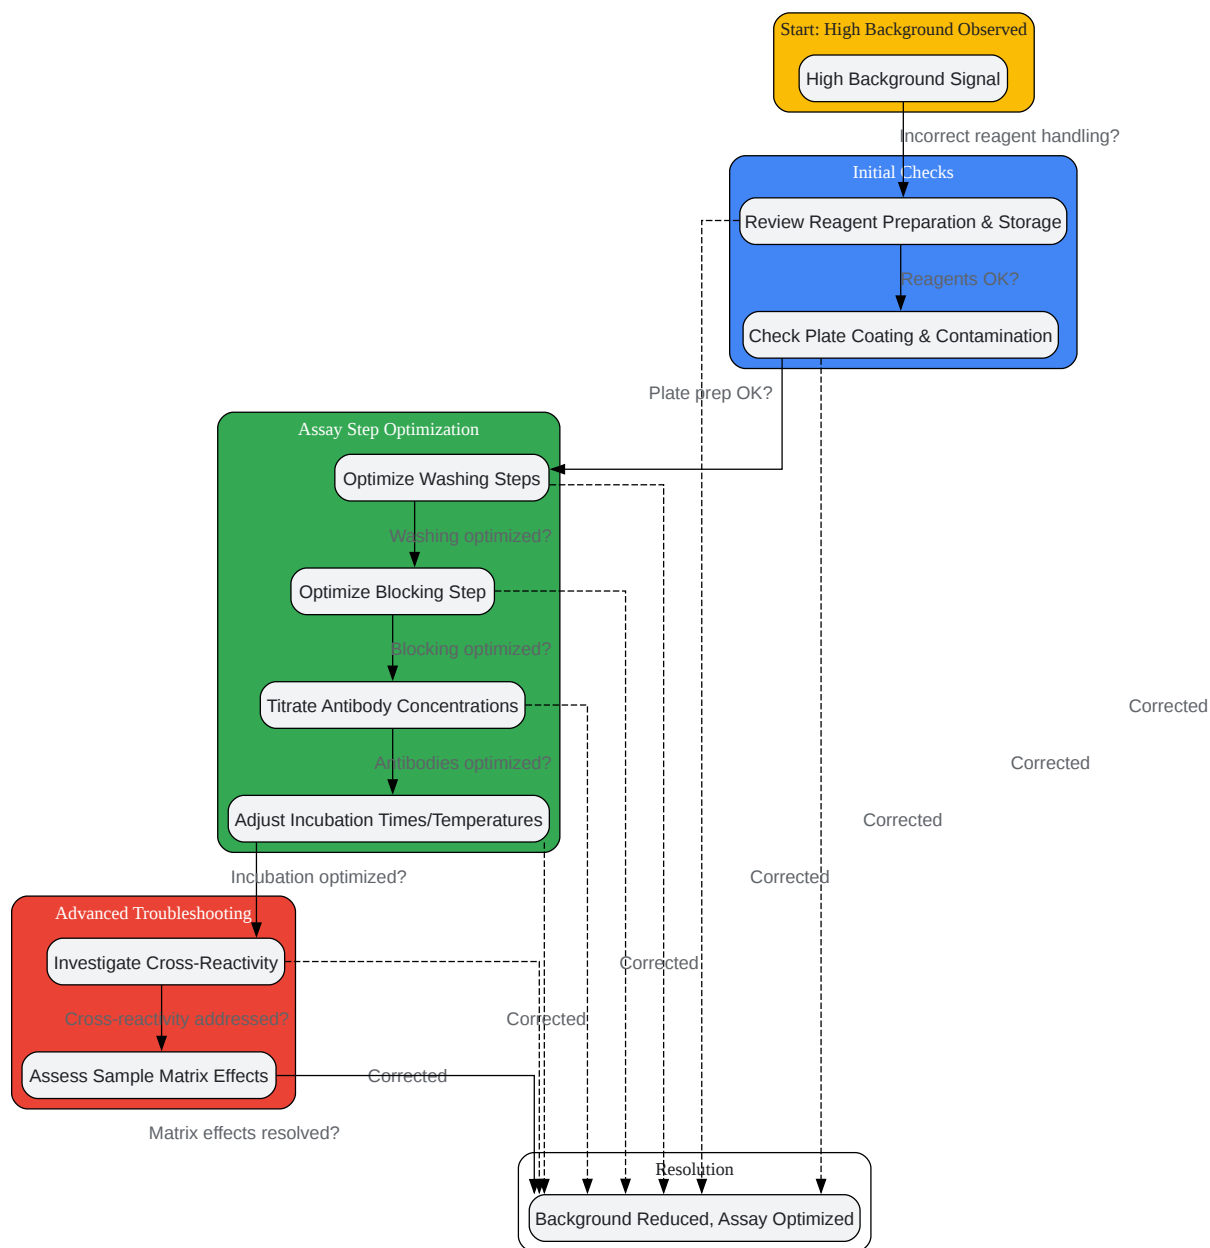 Start: High Background Observed
High Background Signal
Incorrect reagent handling?
Initial Checks
Review Reagent Preparation & Storage
Reagents OK?
Check Plate Coating & Contamination
Plate prep OK?
Assay Step Optimization
Optimize Washing Steps
Washing optimized?
Optimize Blocking Step
Blocking optimized?
Titrate Antibody Concentrations
Corrected
Antibodies optimized?
Corrected
Adjust Incubation Times/Temperatures
Corrected
Incubation optimized?
Corrected
Advanced Troubleshooting
Investigate Cross-Reactivity
Corrected
Cross-reactivity addressed?
Corrected
Assess Sample Matrix Effects
Corrected
Matrix effects resolved?
Resolution
Background Reduced, Assay Optimized